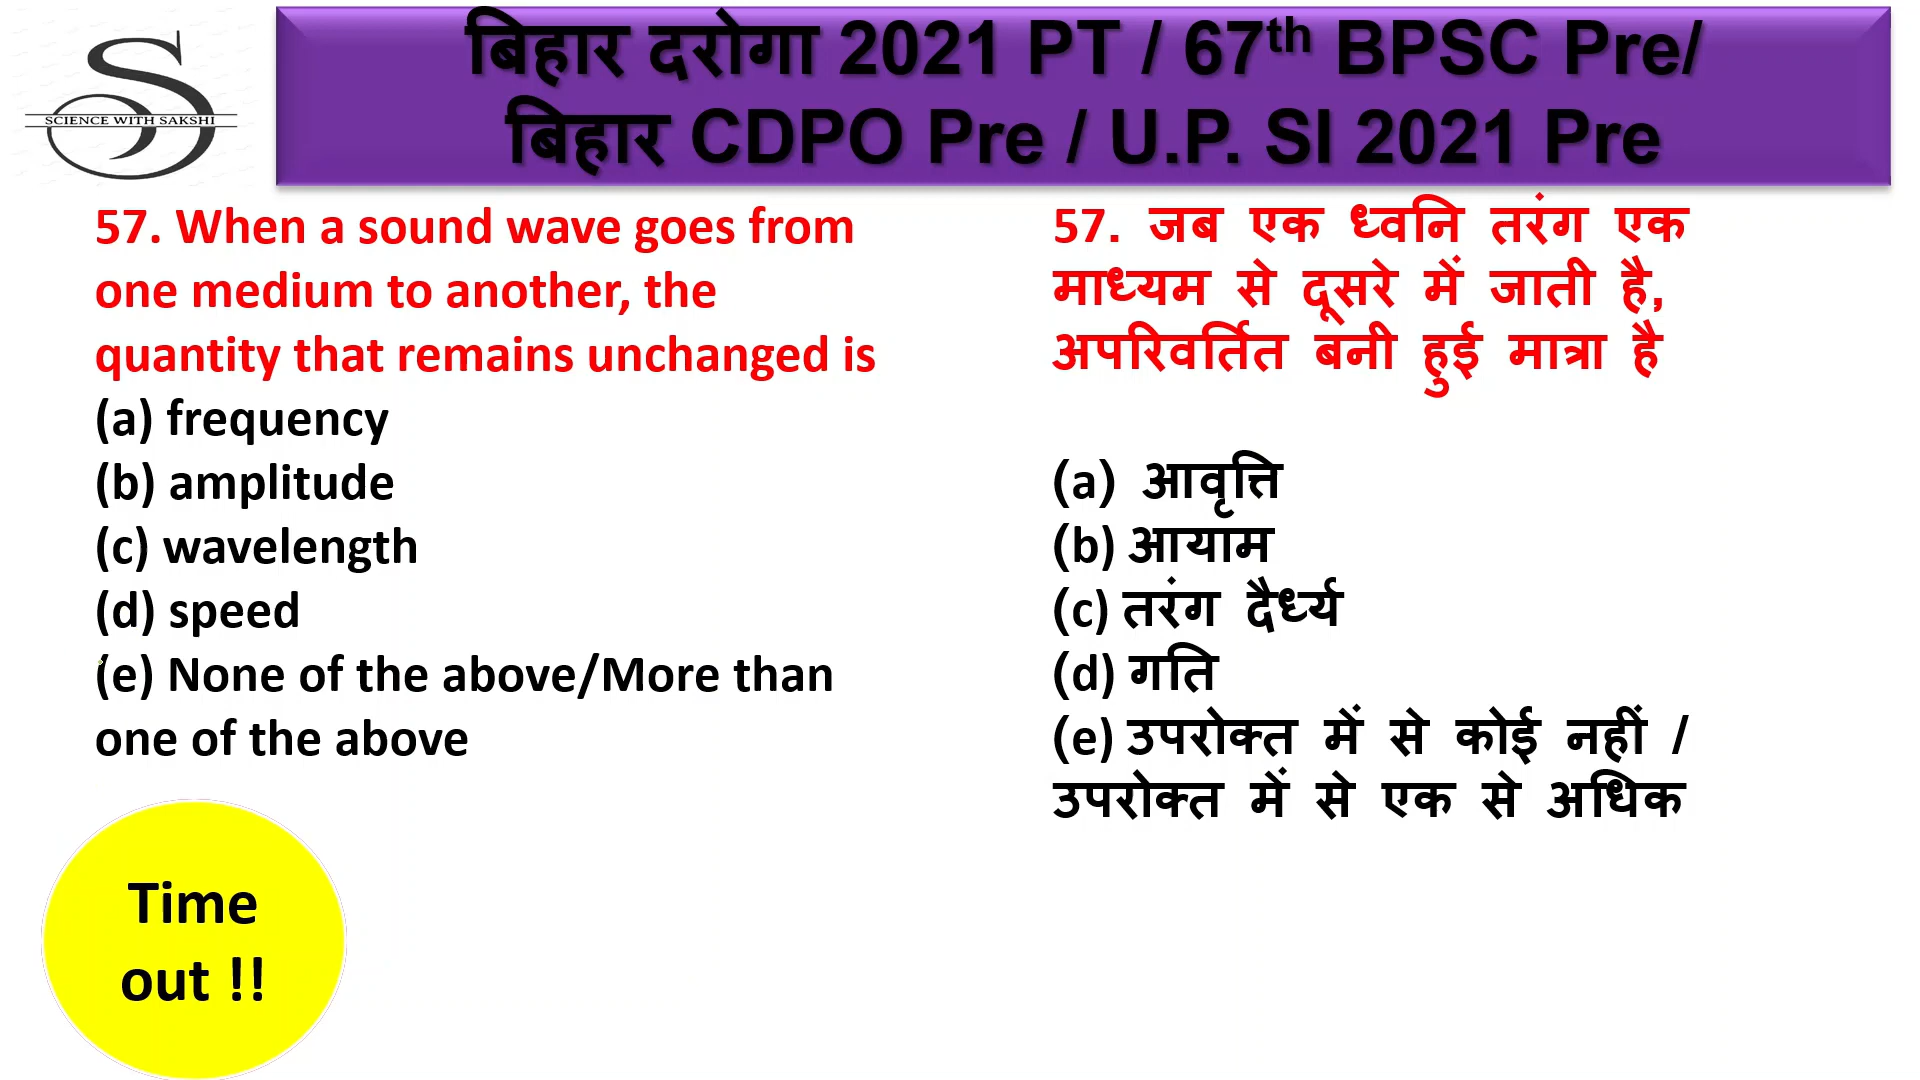 SCIENCE WITH SAKSHI
बिहार दरोगा 2021 PT / 67th BPSC Pre/
बिहार CDPO Pre / U.P. SI 2021 Pre
57. When a sound wave goes from
one medium to another, the
quantity that remains unchanged is
(a) frequency
(b) amplitude
(c) wavelength
(d) speed
(e) None of the above/More than
one of the above
57. जब एक ध्वनि तरंग एक
माध्यम से दूसरे में जाती है,
अपरिवर्तित बनी हुई मात्रा है
(a) आवृत्ति
(b) आयाम
(c) तरंग दैर्ध्य
(d) गति
(e) उपरोक्त में से कोई नहीं /
उपरोक्त में से एक से अधिक
Time
out !!